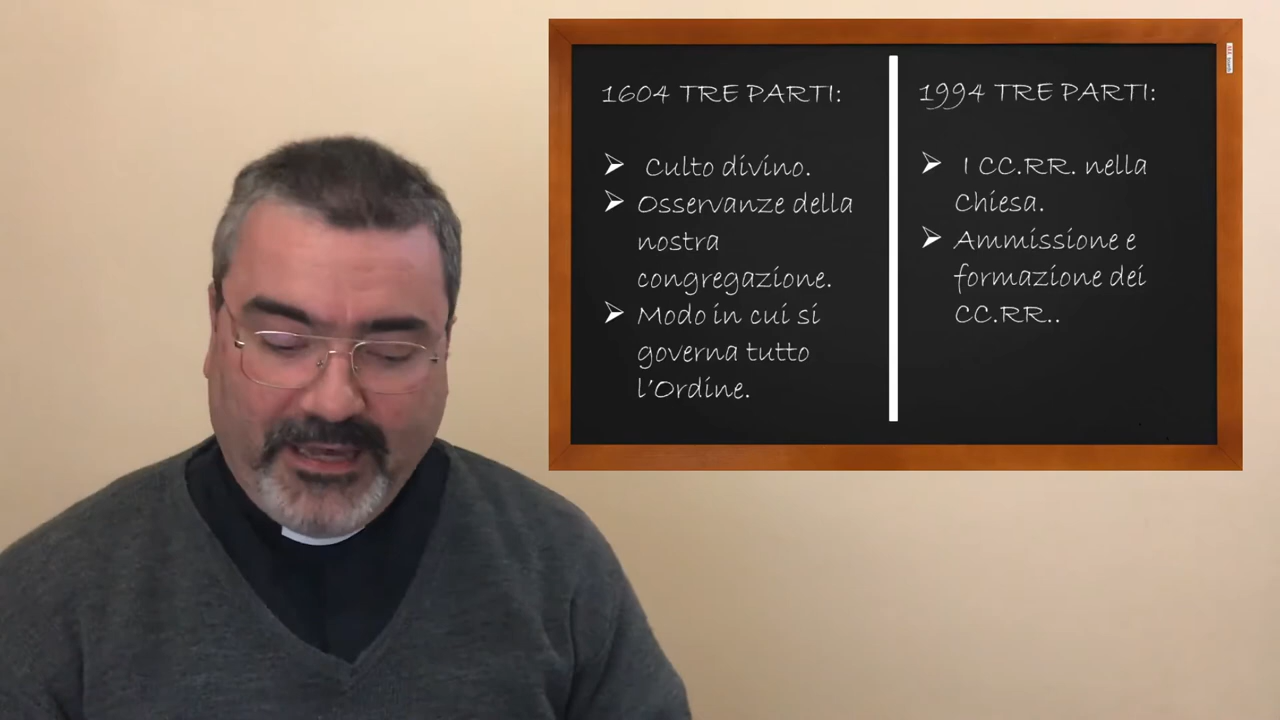 1604 TRE PARTI:
➢ Culto divino.
➢ Osservanze della
nostra
congregazione.
➢ Modo in cui si
governa tutto
l'Ordine.
1994 TRE PARTI:
➢ I CC.RR. nella
Chiesa.
➢ Ammissione e
formazione dei
CC.RR..